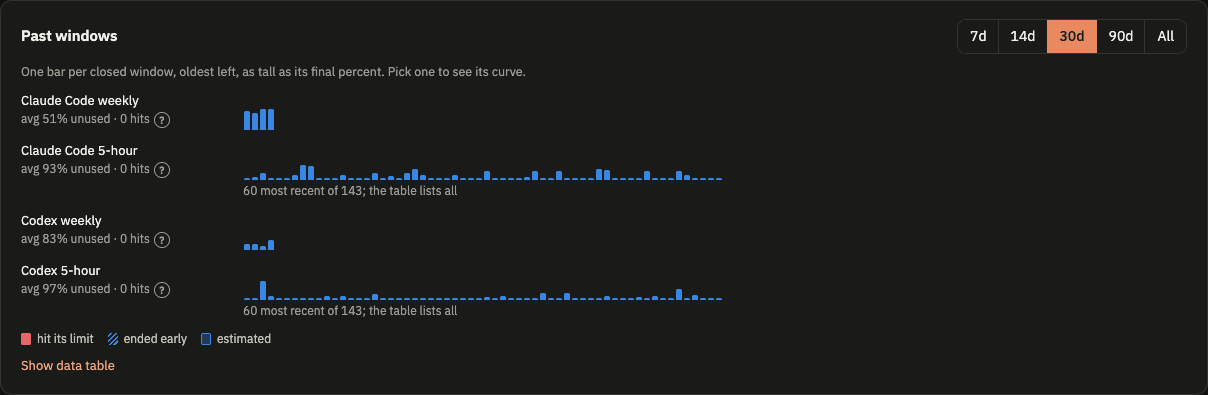 Past windows
7d 14d 30d 90d All
One bar per closed window, oldest left, as tall as its final percent. Pick one to see its curve.
Claude Code weekly
avg 51% unused · 0 hits ?
Claude Code 5-hour
avg 93% unused · 0 hits ?
60 most recent of 143; the table lists all
Codex weekly
avg 83% unused · 0 hits ?
Codex 5-hour
avg 97% unused · 0 hits ?
60 most recent of 143; the table lists all
hit its limit ended early estimated
Show data table